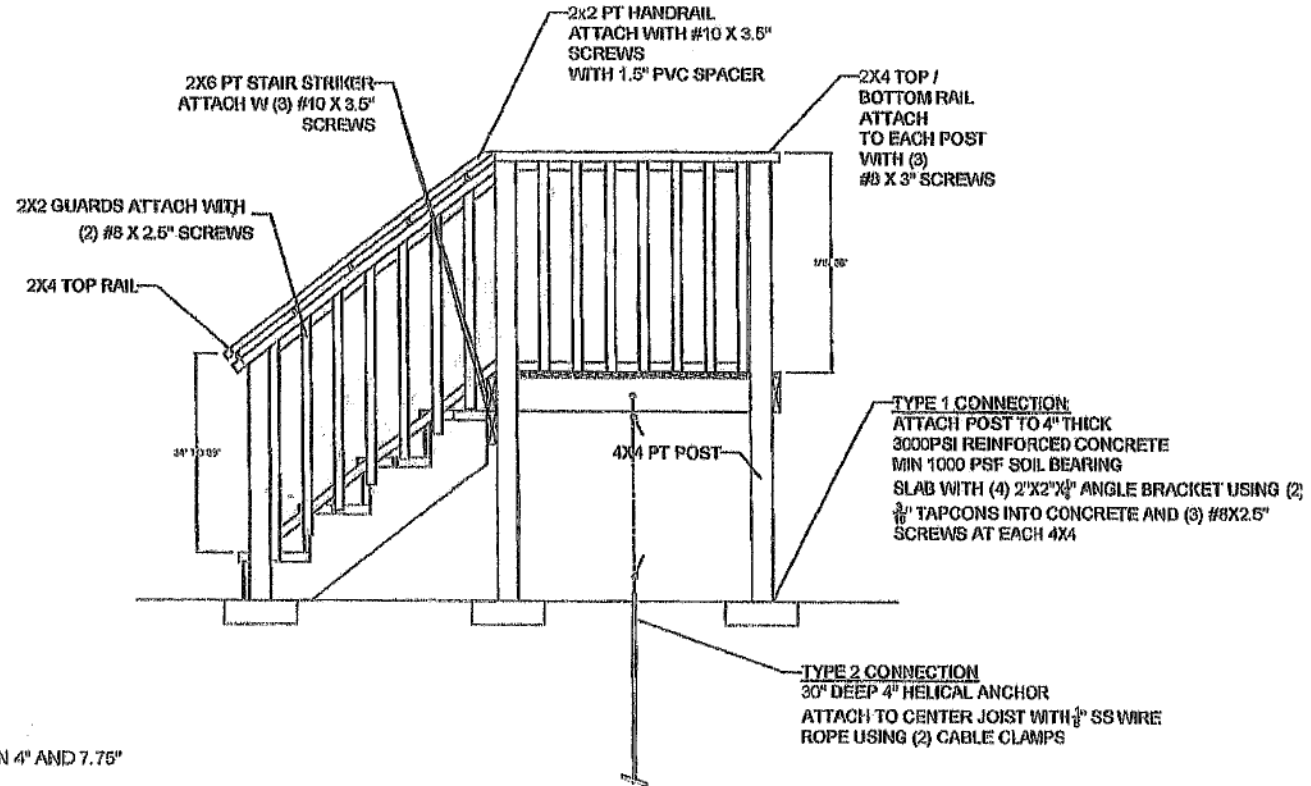 2x2 PT HANDRAIL
ATTACH WITH #10 X 3.5"
SCREWS
WITH 1.5" PVC SPACER
2X6 PT STAIR STRIKER
ATTACH W (3) #10 X 3.5"
SCREWS
2X4 TOP /
BOTTOM RAIL
ATTACH
TO EACH POST
WITH (3)
#8 X 3" SCREWS
2X2 GUARDS ATTACH WITH
(2) #8 X 2.5" SCREWS
2X4 TOP RAIL
4X4 PT POST
TYPE 1 CONNECTION
ATTACH POST TO 4" THICK
3000PSI REINFORCED CONCRETE
MIN 1000 PSF SOIL BEARING
SLAB WITH (4) 2"X2"X ANGLE BRACKET USING (2)
TAPCONS INTO CONCRETE AND (3) #8X2.5"
SCREWS AT EACH 4X4
TYPE 2 CONNECTION
30" DEEP 4" HELICAL ANCHOR
ATTACH TO CENTER JOIST WITH ⅛" SS WIRE
ROPE USING (2) CABLE CLAMPS
N 4" AND 7.75"